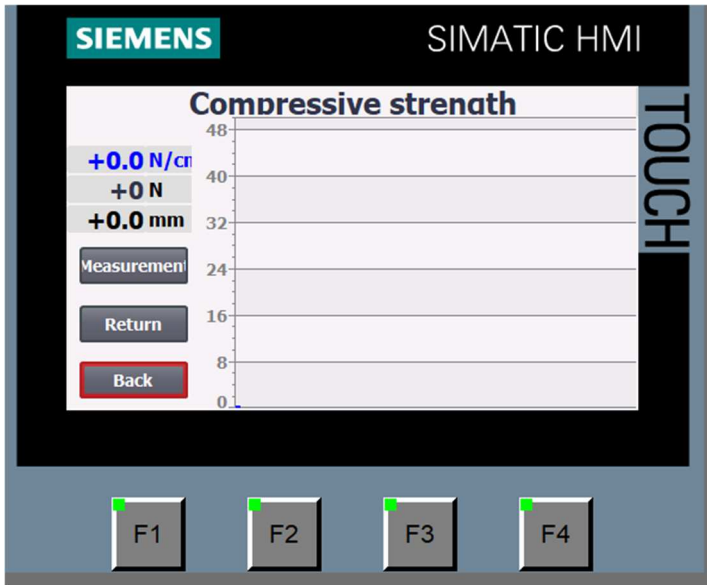 SIEMENS
SIMATIC HMI
TOUCH
Compressive strength
48
40
32
24
16
8
0
+0.0 N/cm
+0 N
+0.0 mm
Measurement
Return
Back
F1
F2
F3
F4